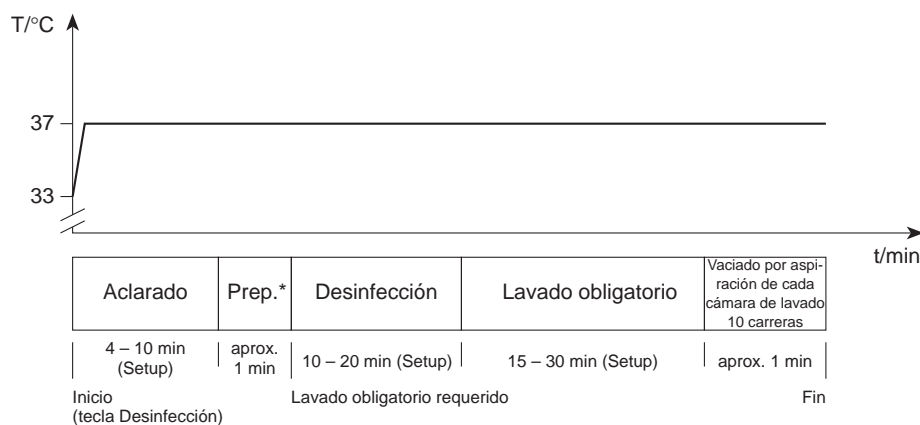 T/°C
37
33
t/min
Aclarado
Prep.*
Desinfección
Lavado obligatorio
Vaciado por aspi-
ración de cada
cámara de lavado
10 carreras
4 – 10 min
(Setup)
aprox.
1 min
10 – 20 min (Setup)
15 – 30 min (Setup)
aprox. 1 min
Inicio
(tecla Desinfección)
Lavado obligatorio requerido
Fin